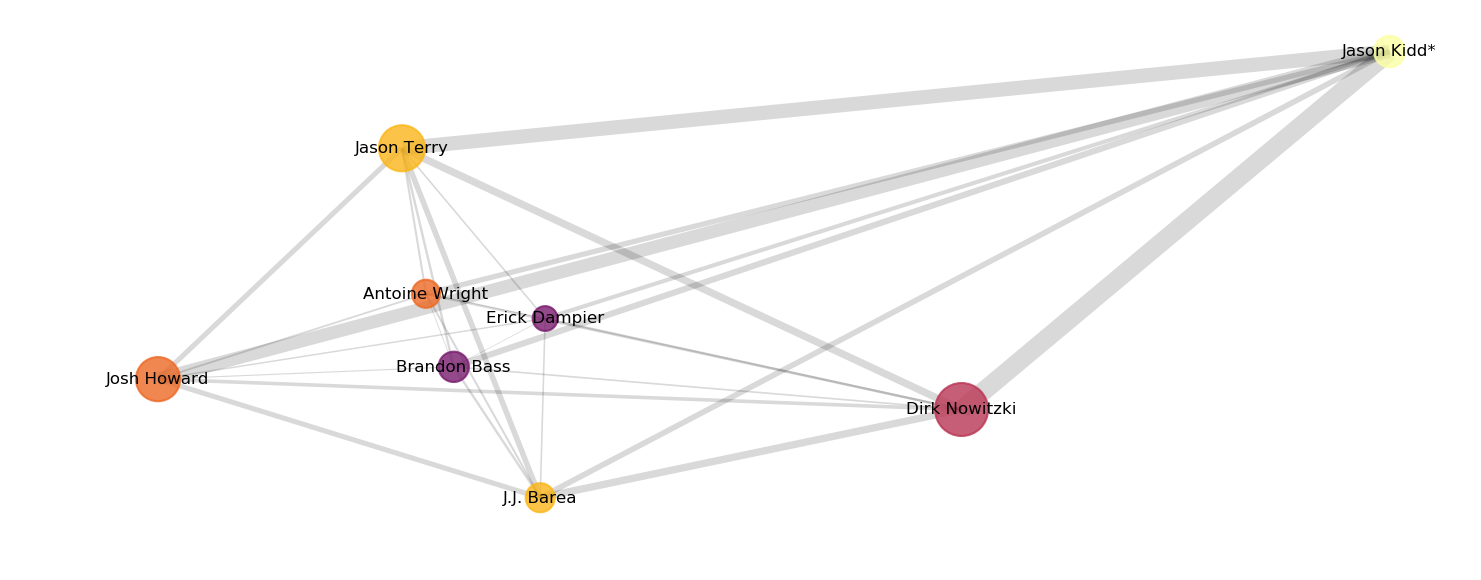 Jason Kidd*
Jason Terry
Antoine Wright
Erick Dampier
Brandon Bass
Josh Howard
Dirk Nowitzki
J.J. Barea